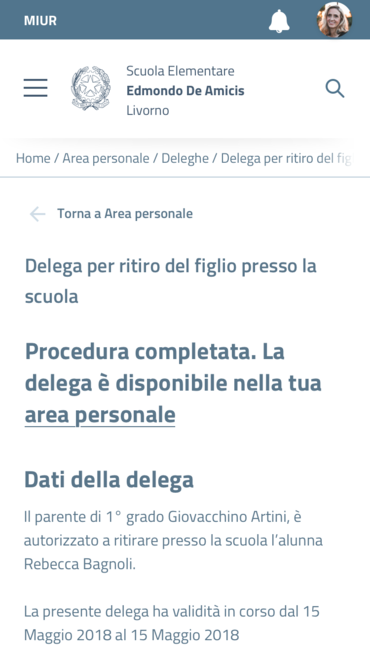 MIUR
Scuola Elementare
Edmondo De Amicis
Livorno
Home / Area personale / Deleghe / Delega per ritiro del fig
Torna a Area personale
Delega per ritiro del figlio presso la
scuola
Procedura completata. La
delega è disponibile nella tua
area personale
Dati della delega
Il parente di 1° grado Giovacchino Artini, è
autorizzato a ritirare presso la scuola l'alunna
Rebecca Bagnoli.
La presente delega ha validità in corso dal 15
Maggio 2018 al 15 Maggio 2018